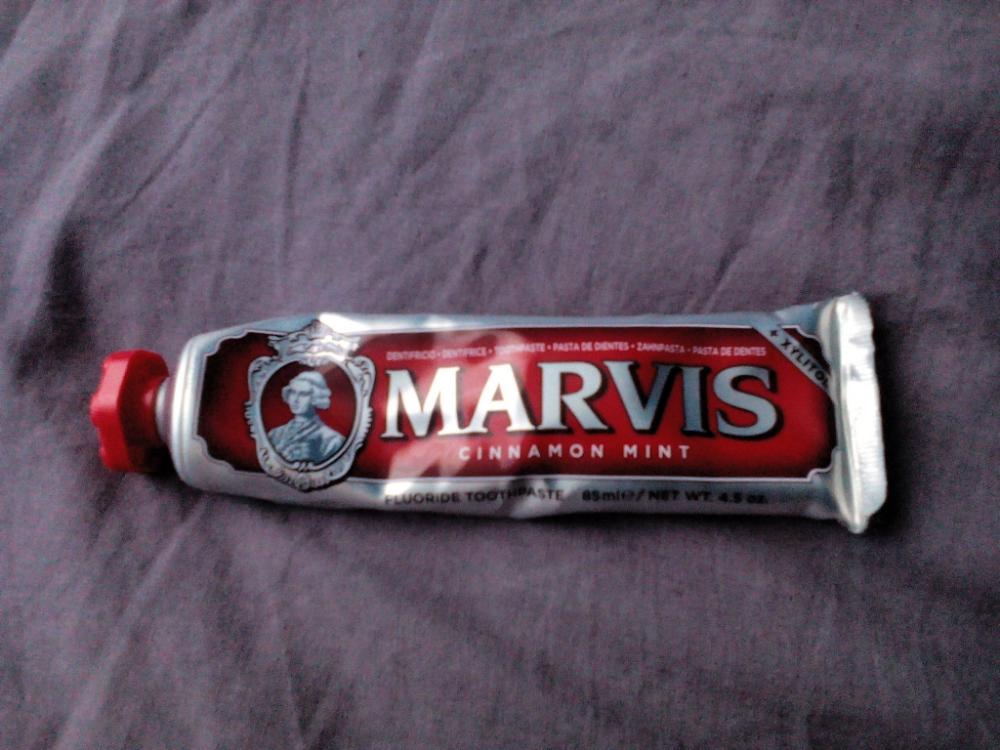 DENTIFRICIO • DENTIFRICE • TOOTHPASTE • PASTA DE DIENTES • ZAHNPASTA • PASTA DE DENTES
+ XYLITOL
MARVIS
CINNAMON MINT
FLUORIDE TOOTHPASTE 85ml℮/ NET WT. 4.5 oz.